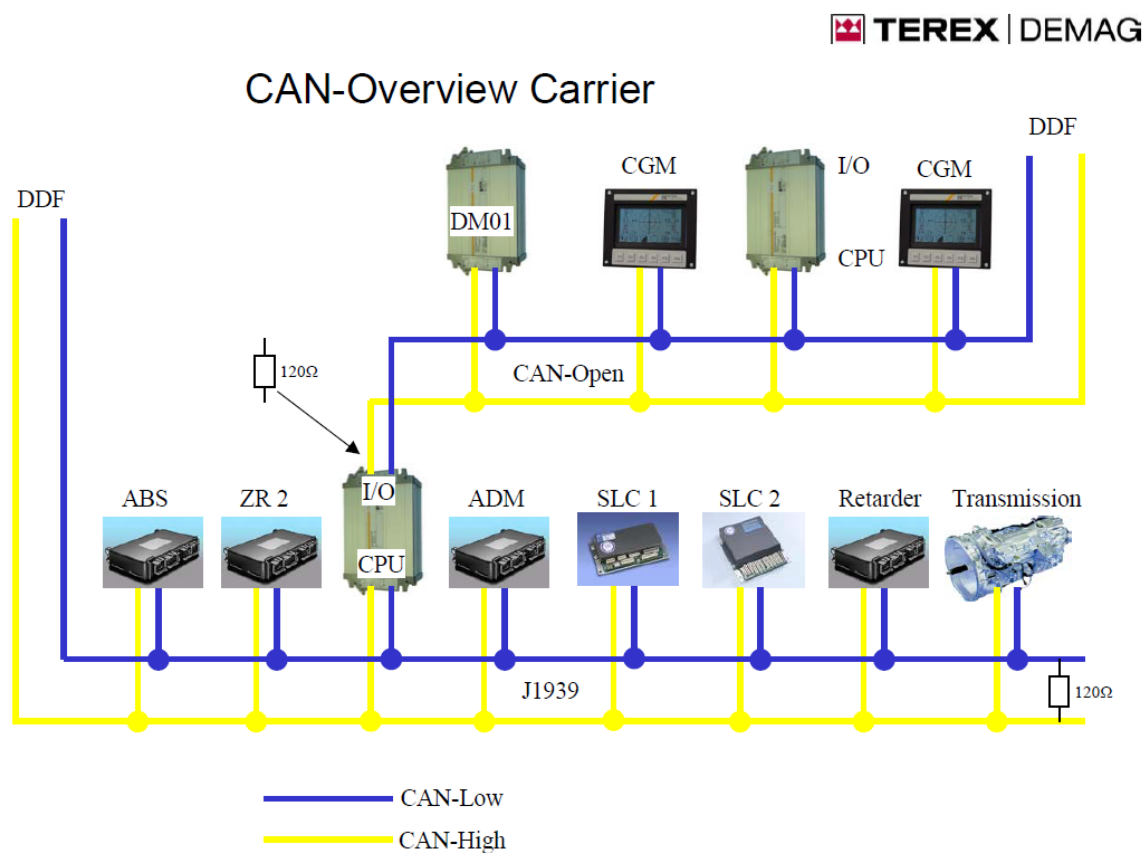 TEREX | DEMAG
CAN-Overview Carrier
DDF
I/O
CGM
CGM
DDF
DM01
CPU
120Ω
CAN-Open
I/O
ABS
ZR 2
ADM
SLC 1
SLC 2
Retarder
Transmission
CPU
J1939
120Ω
CAN-Low
CAN-High